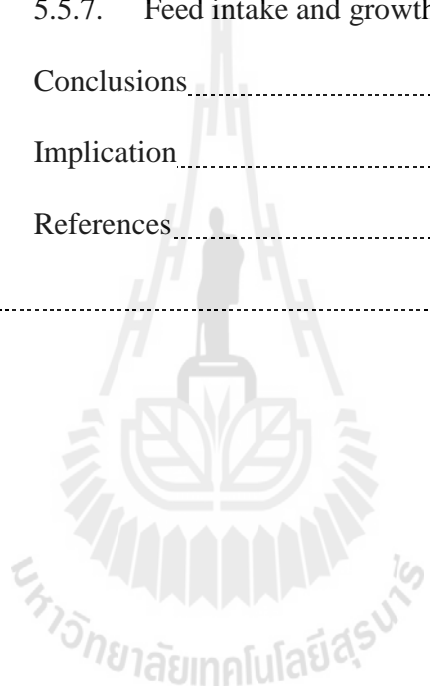 5.5.7. Feed intake and growth
Conclusions
Implication
References
มหาวิทยาลัยเทคโนโลยีสุรนารี